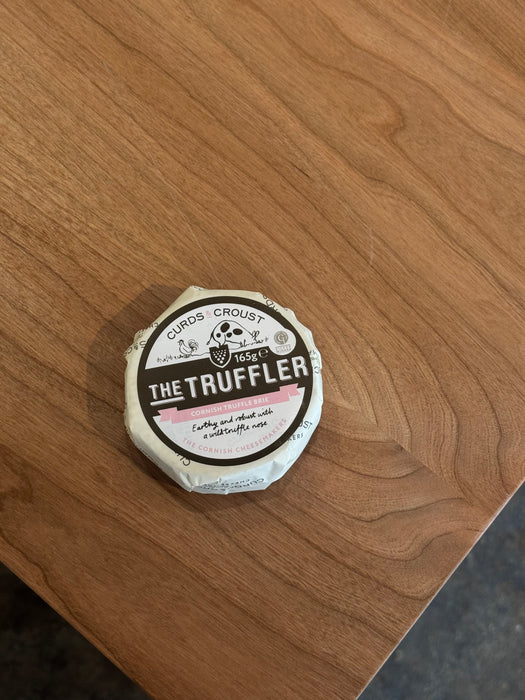 CURDS & CROUST
165g e
THE TRUFFLER
CORNISH TRUFFLE BRIE
Earthy and robust with
a wild truffle nose
THE CORNISH CHEESEMAKERS